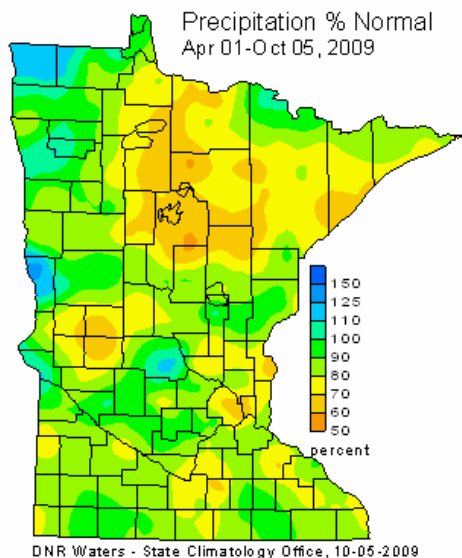 Precipitation % Normal
Apr 01-Oct 05, 2009
150
125
110
100
90
80
70
60
50
percent
DNR Waters - State Climatology Office, 10-05-2009